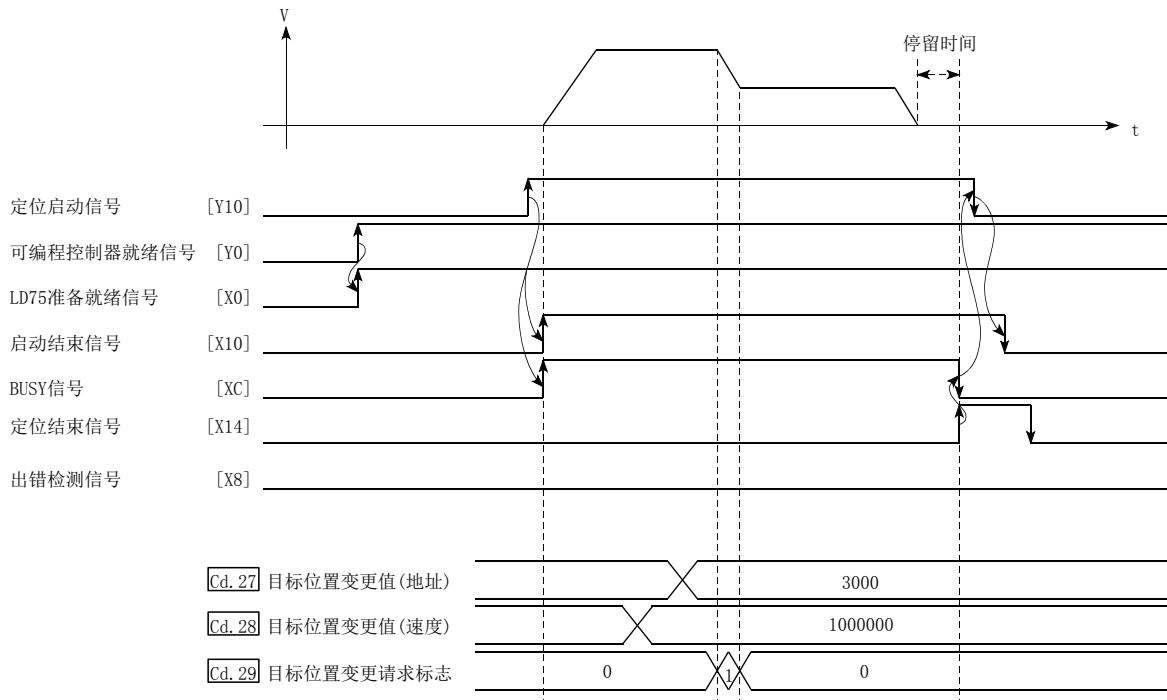 V
停留时间
t
定位启动信号 [Y10]
可编程控制器就绪信号 [Y0]
LD75准备就绪信号 [X0]
启动结束信号 [X10]
BUSY信号 [XC]
定位结束信号 [X14]
出错检测信号 [X8]
Cd.27 目标位置变更值(地址) 3000
Cd.28 目标位置变更值(速度) 1000000
Cd.29 目标位置变更请求标志 0 1 0